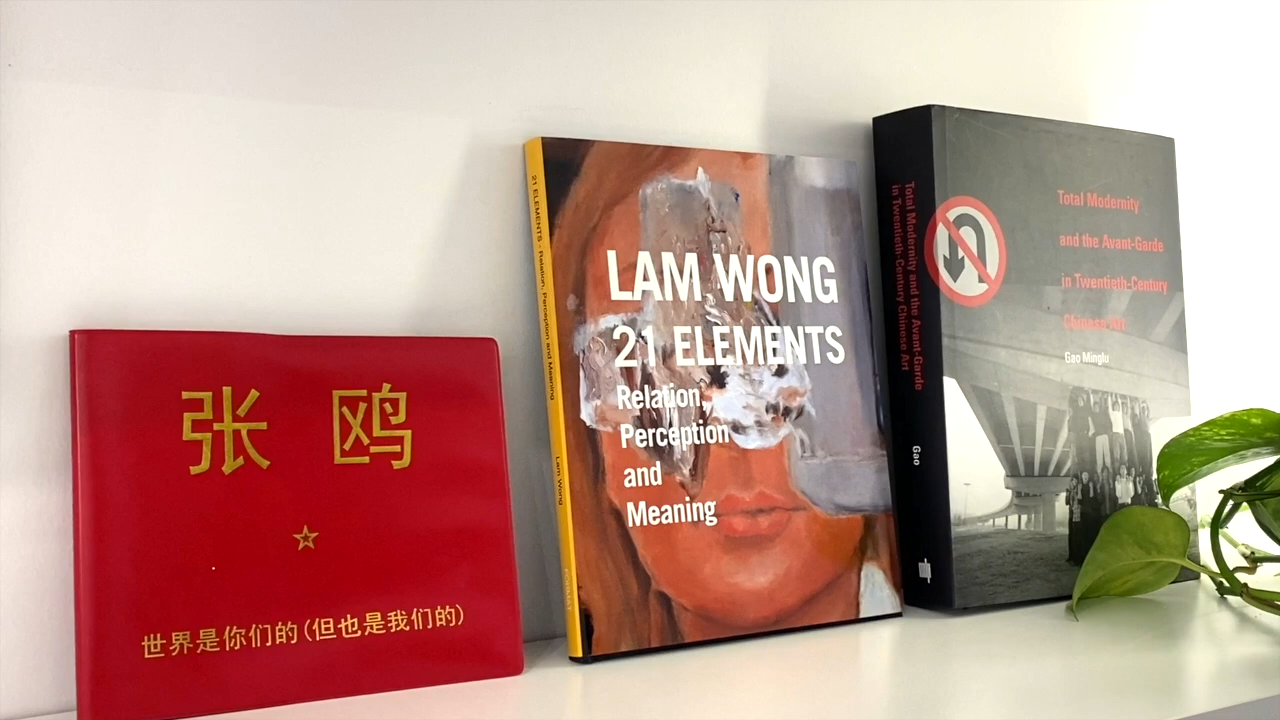 张 鸥
世界是你们的(但也是我们的)
21 ELEMENTS - Relation, Perception and Meaning
Lam Wong
LAM WONG
21 ELEMENTS
Relation,
Perception
and
Meaning
Total Modernity and the Avant-Garde
in Twentieth-Century Chinese Art
Gao
Total Modernity
and the Avant-Garde
in Twentieth-Century
Chinese Art
Gao Minglu